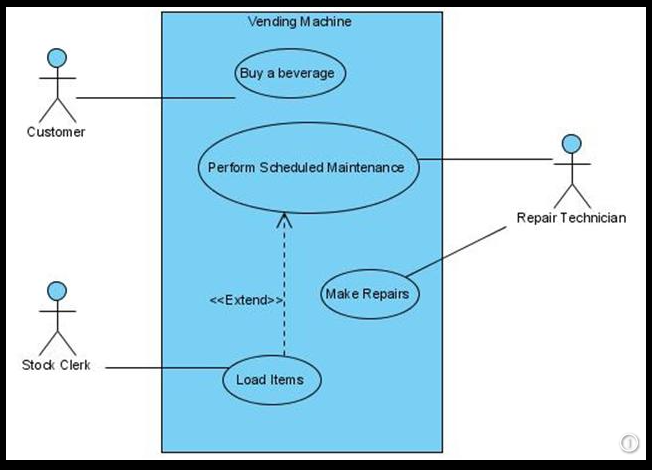 Vending Machine
Buy a beverage
Customer
Perform Scheduled Maintenance
Repair Technician
<<Extend>>
Make Repairs
Stock Clerk
Load Items